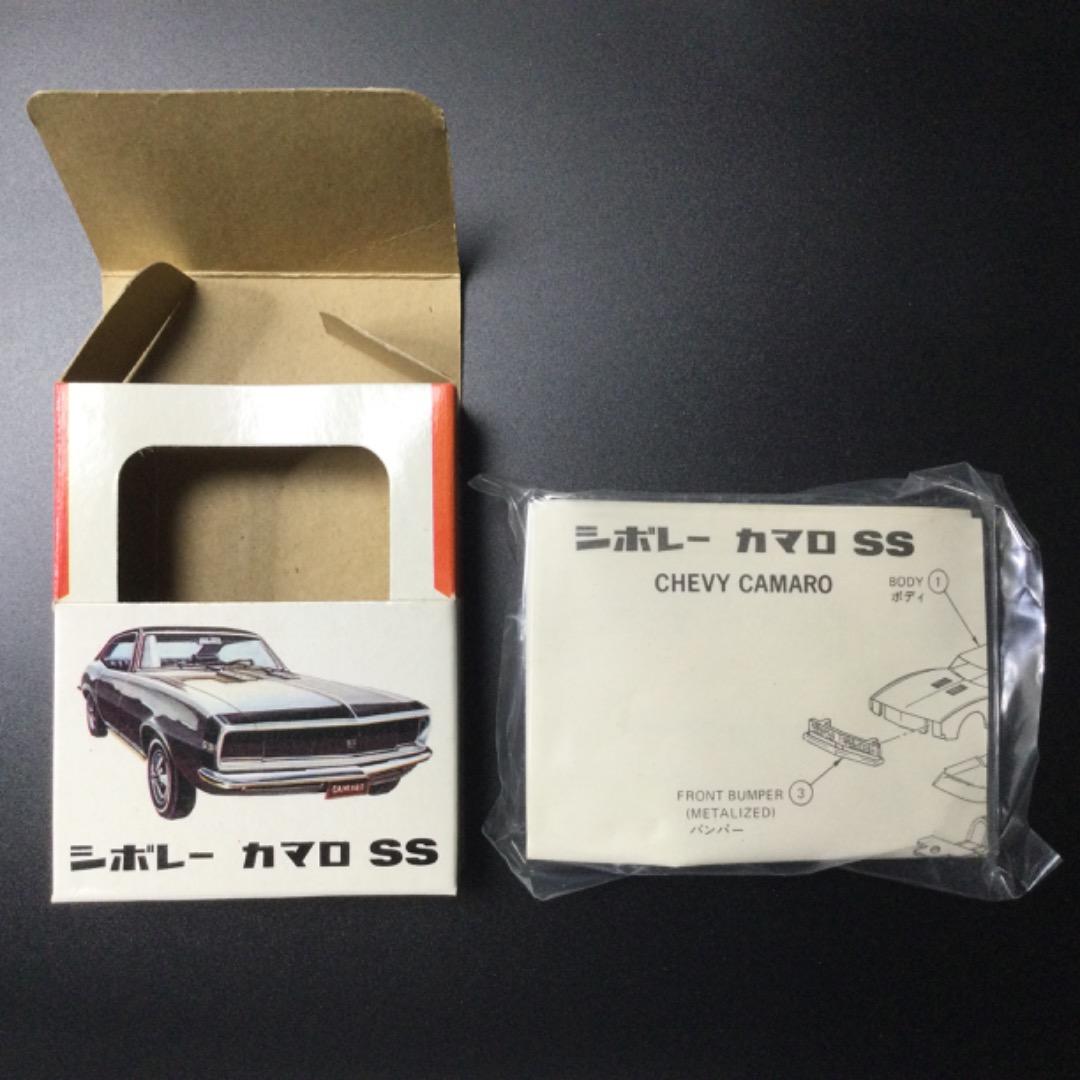 シボレー カマロ SS
シボレー カマロ SS
CHEVY CAMARO
BODY 1
ボディ
FRONT BUMPER 3
(METALIZED)
バンパー